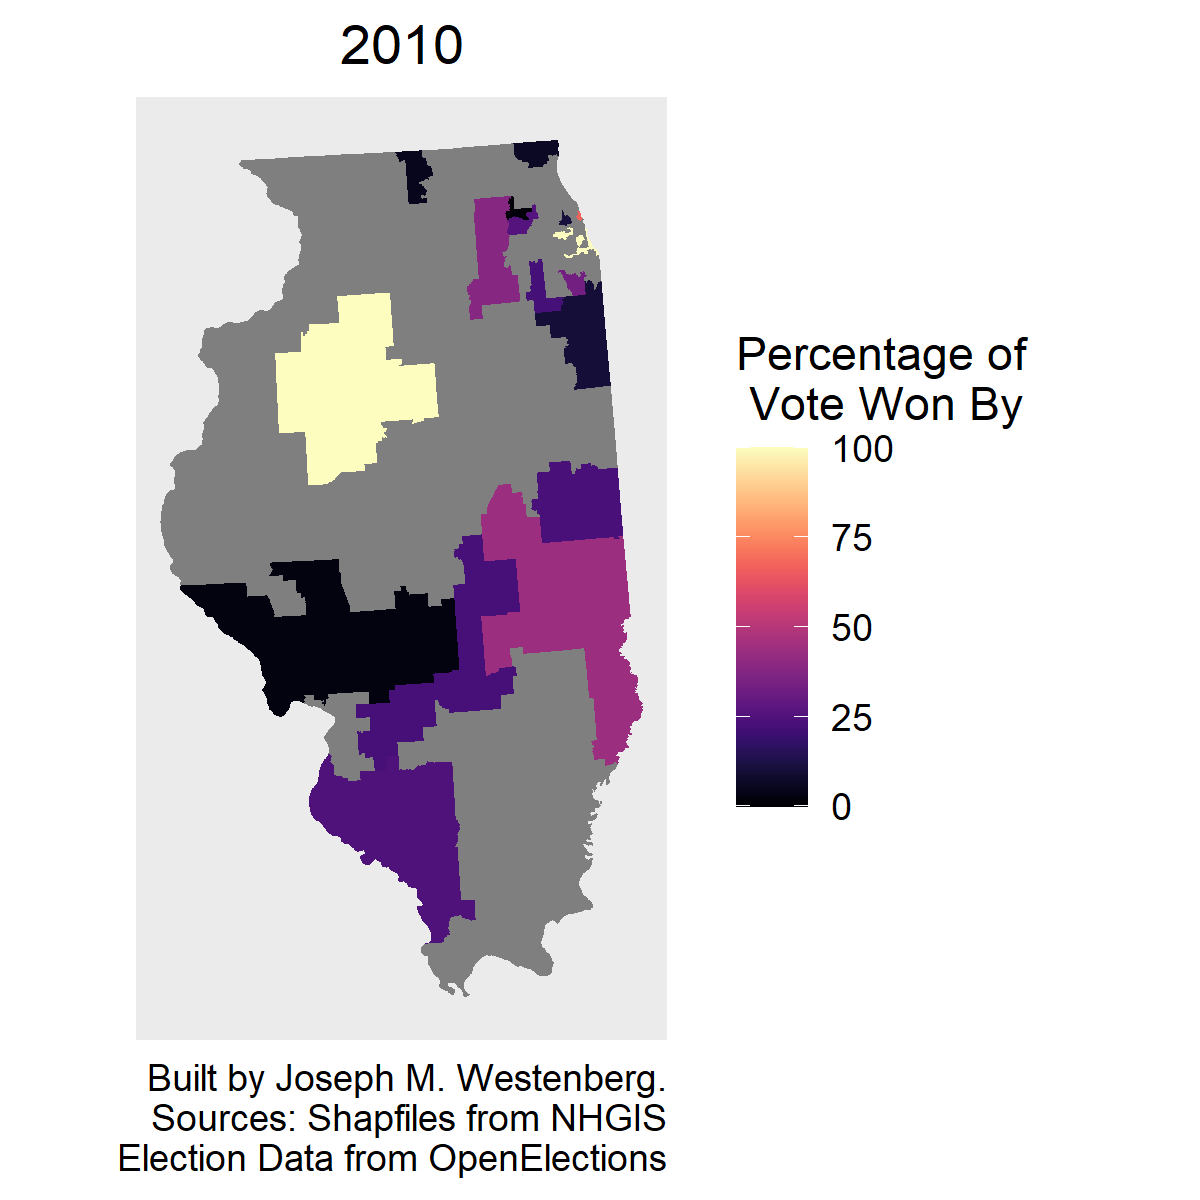 2010
Percentage of
Vote Won By
100
75
50
25
0
Built by Joseph M. Westenberg.
Sources: Shapfiles from NHGIS
Election Data from OpenElections